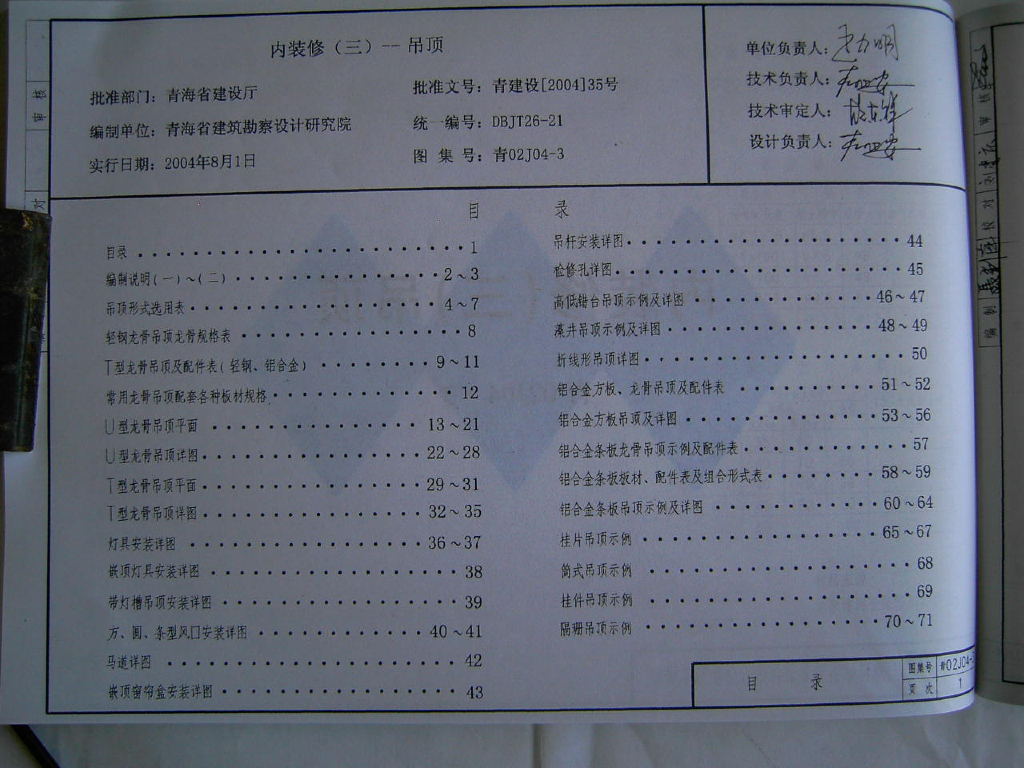 内装修（三）-- 吊顶
批准部门：青海省建设厅
编制单位：青海省建筑勘察设计研究院
实行日期：2004年8月1日
批准文号：青建设[2004]35号
统一编号：DBJT26-21
图 集 号：青02J04-3
单位负责人：
技术负责人：
技术审定人：
设计负责人：
目 录
目录 1
编制说明(一)~(二) 2~3
吊顶形式选用表 4~7
轻钢龙骨吊顶龙骨规格表 8
T型龙骨吊顶及配件表(轻钢、铝合金) 9~11
常用龙骨吊顶配套各种板材规格 12
U型龙骨吊顶平面 13~21
U型龙骨吊顶详图 22~28
T型龙骨吊顶平面 29~31
T型龙骨吊顶详图 32~35
灯具安装详图 36~37
嵌顶灯具安装详图 38
带灯槽吊顶安装详图 39
方、圆、条型风口安装详图 40~41
马道详图 42
嵌顶窗帘盒安装详图 43
吊杆安装详图 44
检修孔详图 45
高低错台吊顶示例及详图 46~47
藻井吊顶示例及详图 48~49
折线形吊顶详图 50
铝合金方板、龙骨吊顶及配件表 51~52
铝合金方板吊顶及详图 53~56
铝合金条板龙骨吊顶示例及配件表 57
铝合金条板板材、配件表及组合形式表 58~59
铝合金条板吊顶示例及详图 60~64
挂片吊顶示例 65~67
筒式吊顶示例 68
挂件吊顶示例 69
隔珊吊顶示例 70~71
目 录
图集号 青02J04-
页 次 1
审 核
对
审 核
校 对
编 制